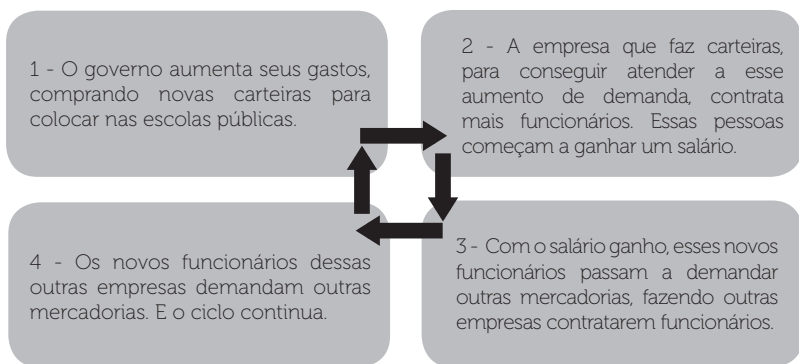 1 - O governo aumenta seus gastos,
comprando novas carteiras para
colocar nas escolas públicas.
2 - A empresa que faz carteiras,
para conseguir atender a esse
aumento de demanda, contrata
mais funcionários. Essas pessoas
começam a ganhar um salário.
3 - Com o salário ganho, esses novos
funcionários passam a demandar
outras mercadorias, fazendo outras
empresas contratarem funcionários.
4 - Os novos funcionários dessas
outras empresas demandam outras
mercadorias. E o ciclo continua.